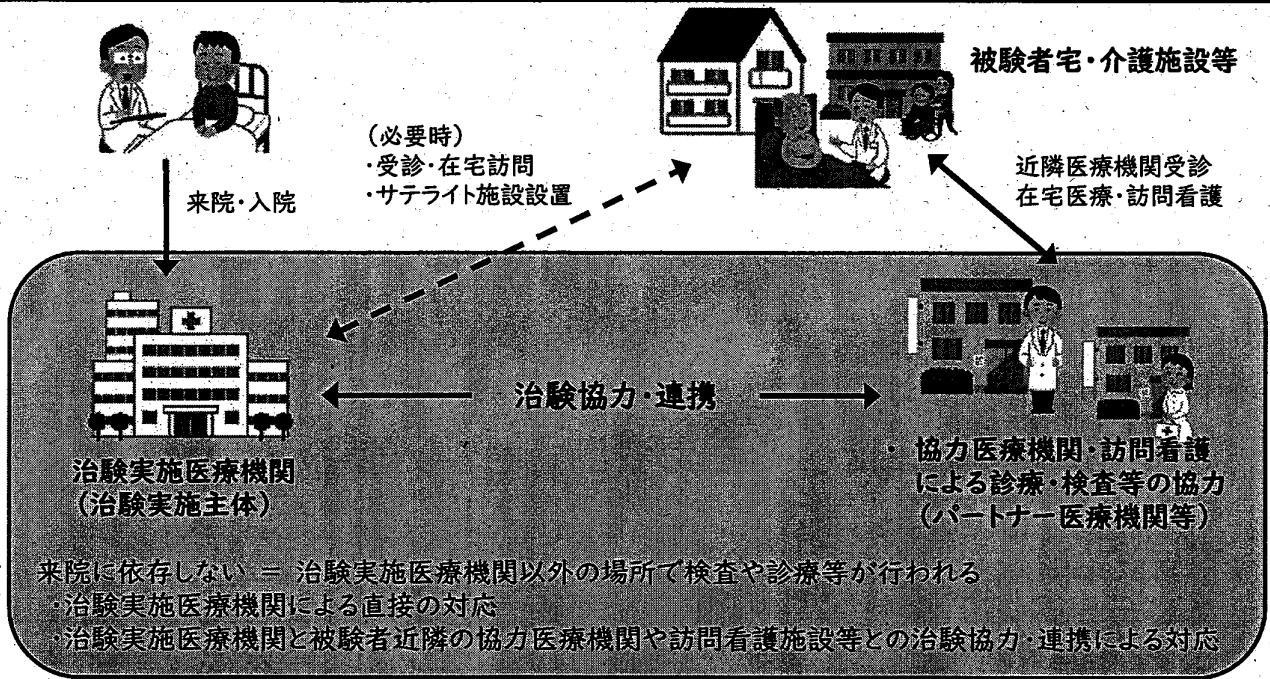 被験者宅・介護施設等
(必要時)
・受診・在宅訪問
・サテライト施設設置
近隣医療機関受診
在宅医療・訪問看護
来院・入院
治験協力・連携
治験実施医療機関
(治験実施主体)
・協力医療機関・訪問看護
による診療・検査等の協力
(パートナー医療機関等)
来院に依存しない = 治験実施医療機関以外の場所で検査や診療等が行われる
・治験実施医療機関による直接の対応
・治験実施医療機関と被験者近隣の協力医療機関や訪問看護施設等との治験協力・連携による対応